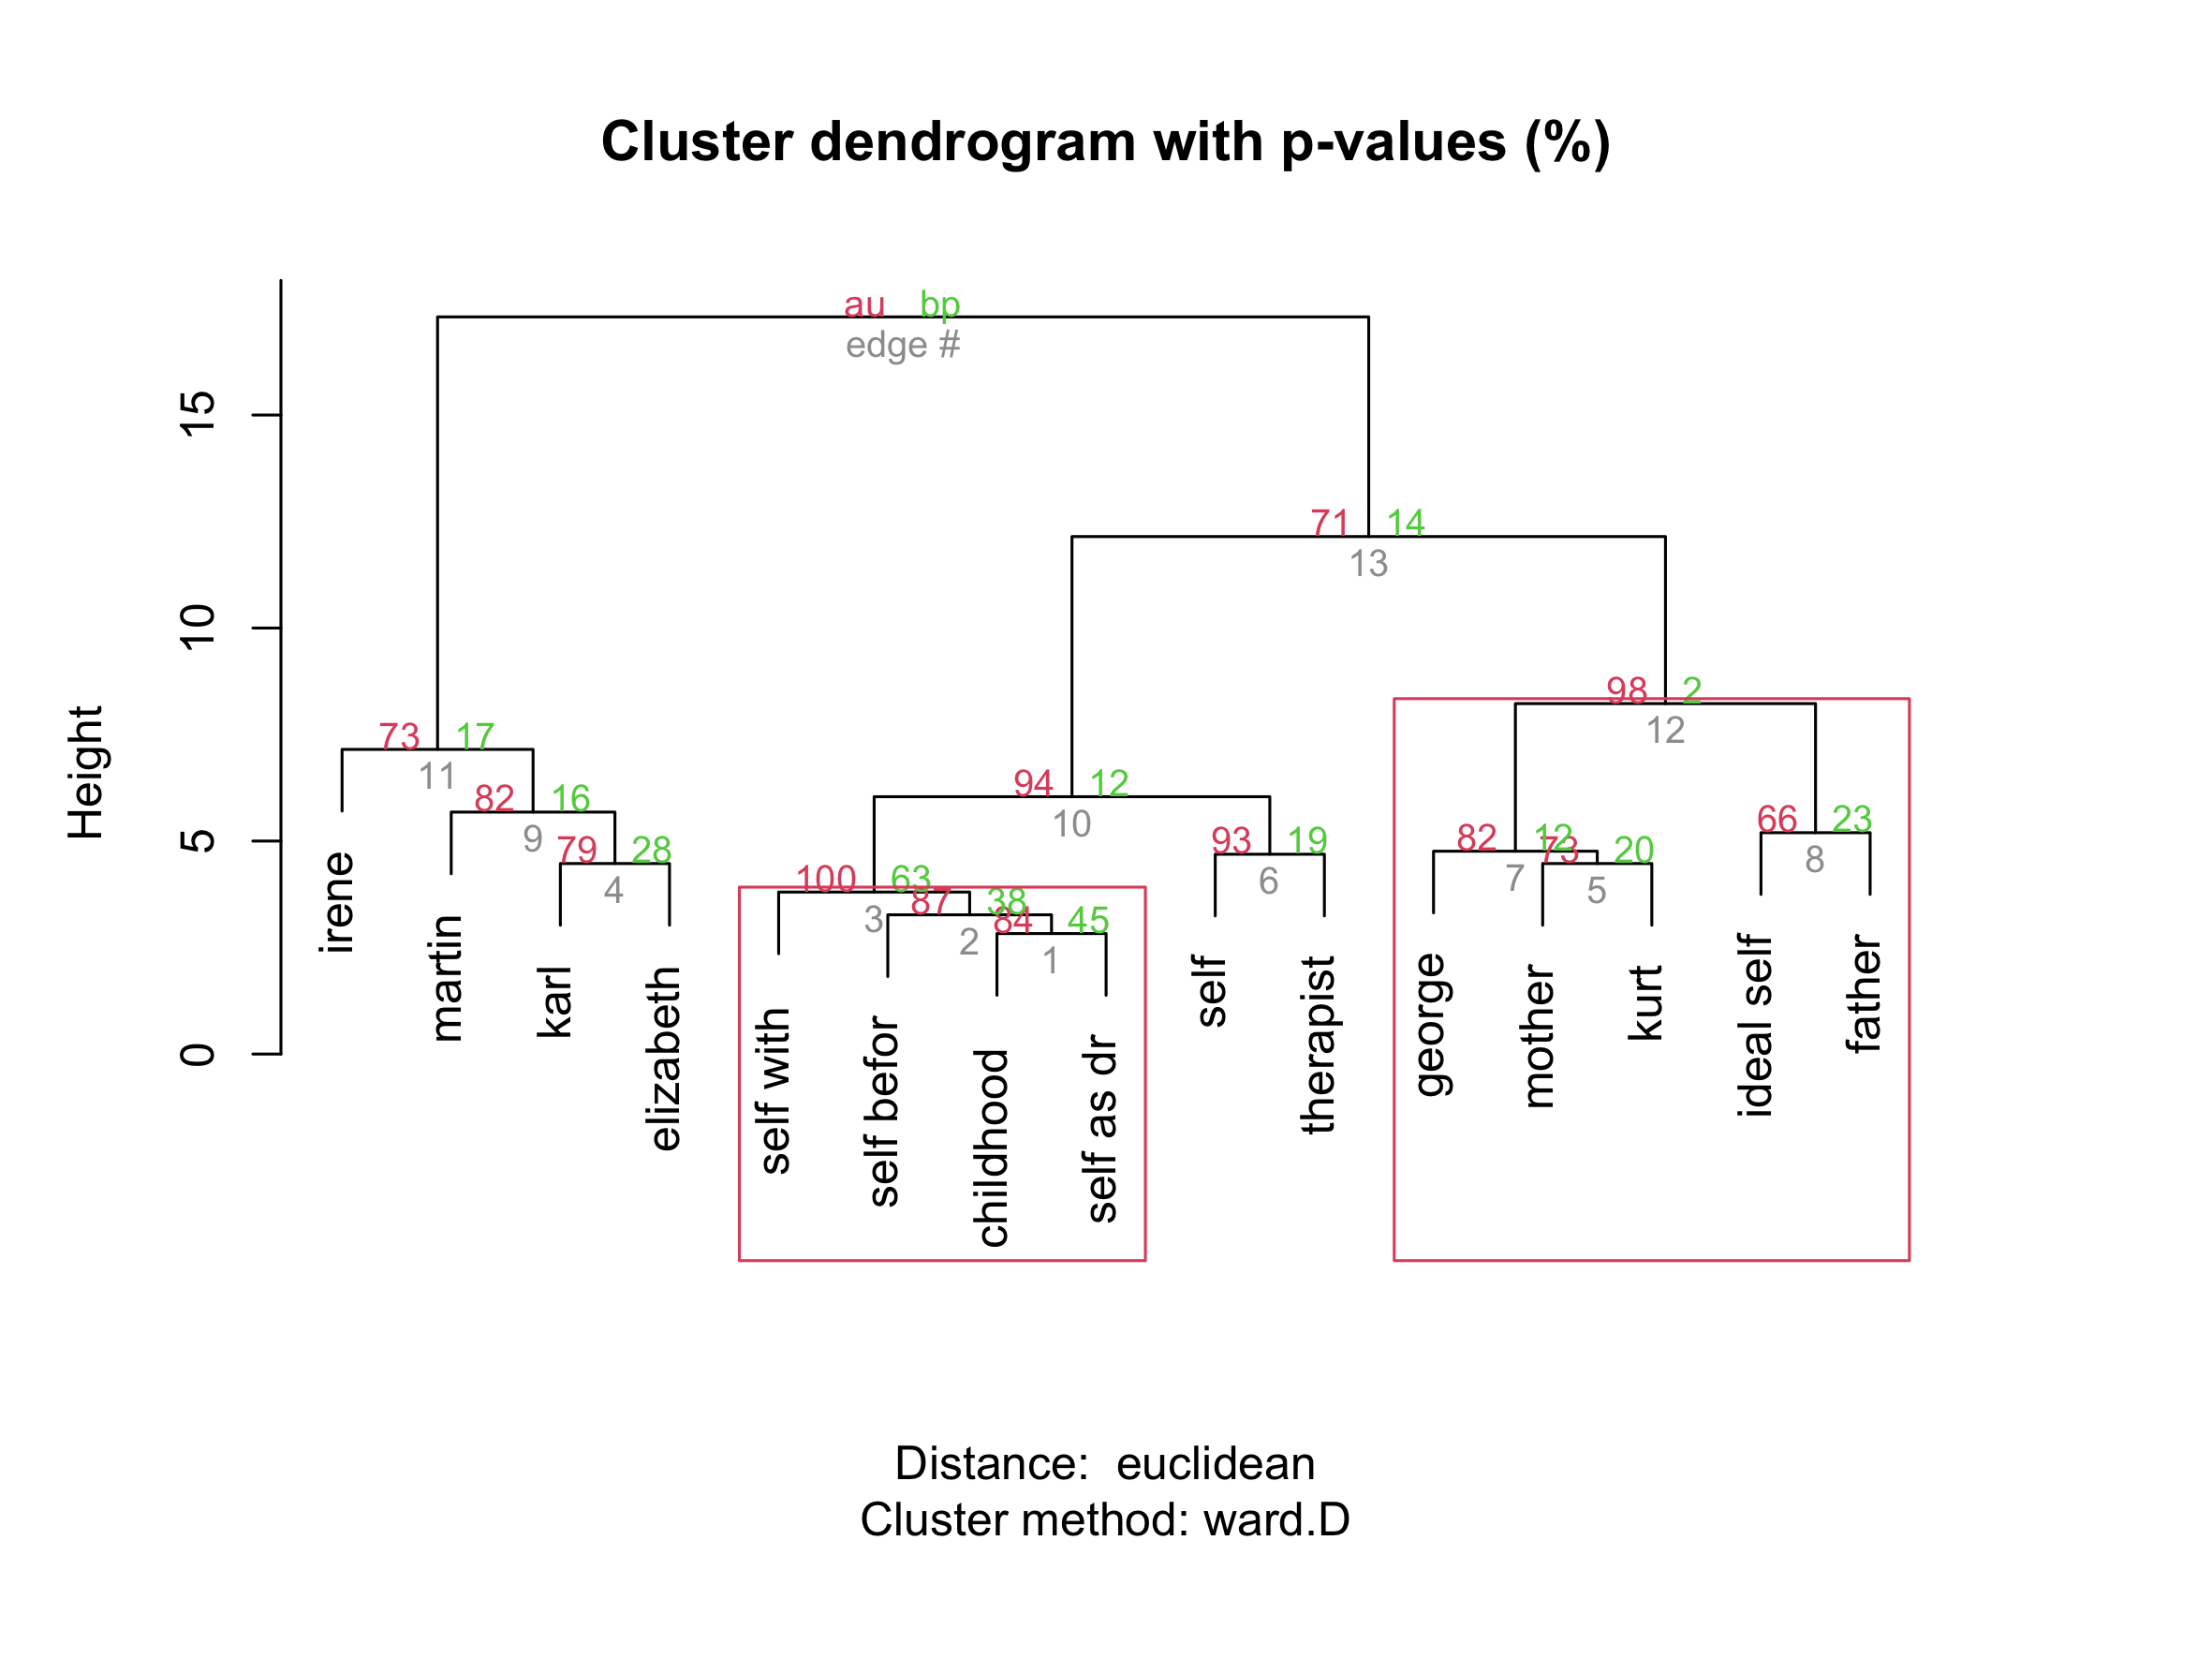 Cluster dendrogram with p-values (%)
au bp
edge #
15
71 14
13
10
98 2
12
Height
73 17
11
94 12
10
82 16
9
5
79 28
4
93 19
6
82 12
7
73 20
5
66 23
8
100 63
3
87 38
2
84 45
1
0
irene
martin
karl
elizabeth
self with
self befor
childhood
self as dr
self
therapist
george
mother
kurt
ideal self
father
Distance: euclidean
Cluster method: ward.D